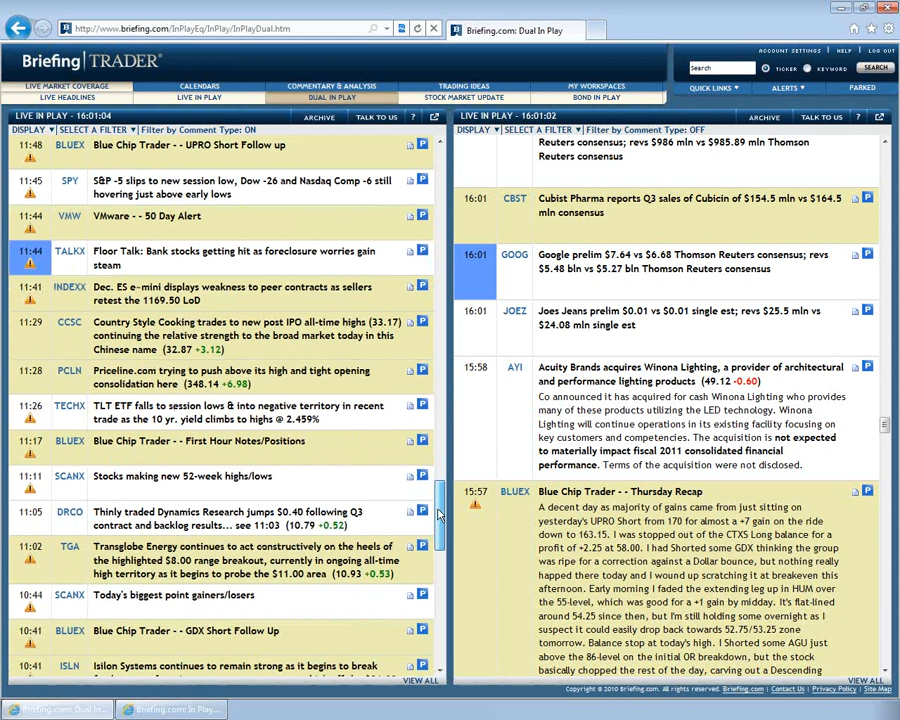 http://www.briefing.com/InPlayEq/InPlay/InPlayDual.htm
Briefing.com: Dual In Play
Briefing TRADER®
ACCOUNT SETTINGS | HELP | LOG OUT
Search
TICKER
KEYWORD
SEARCH
QUICK LINKS
ALERTS
PARKED
LIVE MARKET COVERAGE
CALENDARS
COMMENTARY & ANALYSIS
TRADING IDEAS
MY WORKSPACES
LIVE HEADLINES
LIVE IN PLAY
DUAL IN PLAY
STOCK MARKET UPDATE
BOND IN PLAY
LIVE IN PLAY - 16:01:04
ARCHIVE
TALK TO US
?
DISPLAY
SELECT A FILTER
Filter by Comment Type: ON
11:48 BLUEX Blue Chip Trader - - UPRO Short Follow up
11:45 SPY S&P -5 slips to new session low, Dow -26 and Nasdaq Comp -6 still
hovering just above early lows
11:44 VMW VMware - - 50 Day Alert
11:44 TALKX Floor Talk: Bank stocks getting hit as foreclosure worries gain
steam
11:41 INDEXX Dec. ES e~mini displays weakness to peer contracts as sellers
retest the 1169.50 LoD
11:29 CCSC Country Style Cooking trades to new post IPO all-time highs (33.17)
continuing the relative strength to the broad market today in this
Chinese name (32.87 +3.12)
11:28 PCLN Priceline.com trying to push above its high and tight opening
consolidation here (348.14 +6.98)
11:26 TECHX TLT ETF falls to session lows & into negative territory in recent
trade as the 10 yr. yield climbs to highs @ 2.459%
11:17 BLUEX Blue Chip Trader - - First Hour Notes/Positions
11:11 SCANX Stocks making new 52-week highs/lows
11:05 DRCO Thinly traded Dynamics Research jumps $0.40 following Q3
contract and backlog results... see 11:03 (10.79 +0.52)
11:02 TGA Transglobe Energy continues to act constructively on the heels of
the highlighted $8.00 range breakout, currently in ongoing all-time
high territory as it begins to probe the $11.00 area (10.93 +0.53)
10:44 SCANX Today's biggest point gainers/losers
10:41 BLUEX Blue Chip Trader - - GDX Short Follow Up
10:41 ISLN Isilon Systems continues to remain strong as it begins to break
VIEW ALL
LIVE IN PLAY - 16:01:02
ARCHIVE
TALK TO US
?
DISPLAY
SELECT A FILTER
Filter by Comment Type: OFF
Reuters consensus; revs $986 mln vs $985.89 mln Thomson
Reuters consensus
16:01 CBST Cubist Pharma reports Q3 sales of Cubicin of $154.5 mln vs $164.5
mln consensus
16:01 GOOG Google prelim $7.64 vs $6.68 Thomson Reuters consensus; revs
$5.48 bln vs $5.27 bln Thomson Reuters consensus
16:01 JOEZ Joes Jeans prelim $0.01 vs $0.01 single est; revs $25.5 mln vs
$24.08 mln single est
15:58 AYI Acuity Brands acquires Winona Lighting, a provider of architectural
and performance lighting products (49.12 -0.60)
Co announced it has acquired for cash Winona Lighting who provides
many of these products utilizing the LED technology. Winona
Lighting will continue operations in its existing facility focusing on
key customers and competencies. The acquisition is not expected
to materially impact fiscal 2011 consolidated financial
performance. Terms of the acquisition were not disclosed.
15:57 BLUEX Blue Chip Trader - - Thursday Recap
A decent day as majority of gains came from just sitting on
yesterday's UPRO Short from 170 for almost a +7 gain on the ride
down to 163.15. I was stopped out of the CTXS Long balance for a
profit of +2.25 at 58.00. I had Shorted some GDX thinking the group
was ripe for a correction against a Dollar bounce, but nothing really
happened there today and I wound up scratching it at breakeven this
afternoon. Early morning I faded the extending leg up in HUM over
the 55-level, which was good for a +1 gain by midday. It's flat-lined
around 54.25 since then, but I'm still holding some overnight as I
suspect it could easily drop back towards 52.75/53.25 zone
tomorrow. Balance stop at today's high. I Shorted some AGU just
above the 86-level on the initial OR breakdown, but the stock
basically chopped the rest of the day, carving out a Descending
VIEW ALL
Copyright © 2010 Briefing.com. All rights reserved. Briefing.com | Contact Us | Privacy Policy | Site Map
Briefing.com: Dual In...
Briefing.com: In Play...